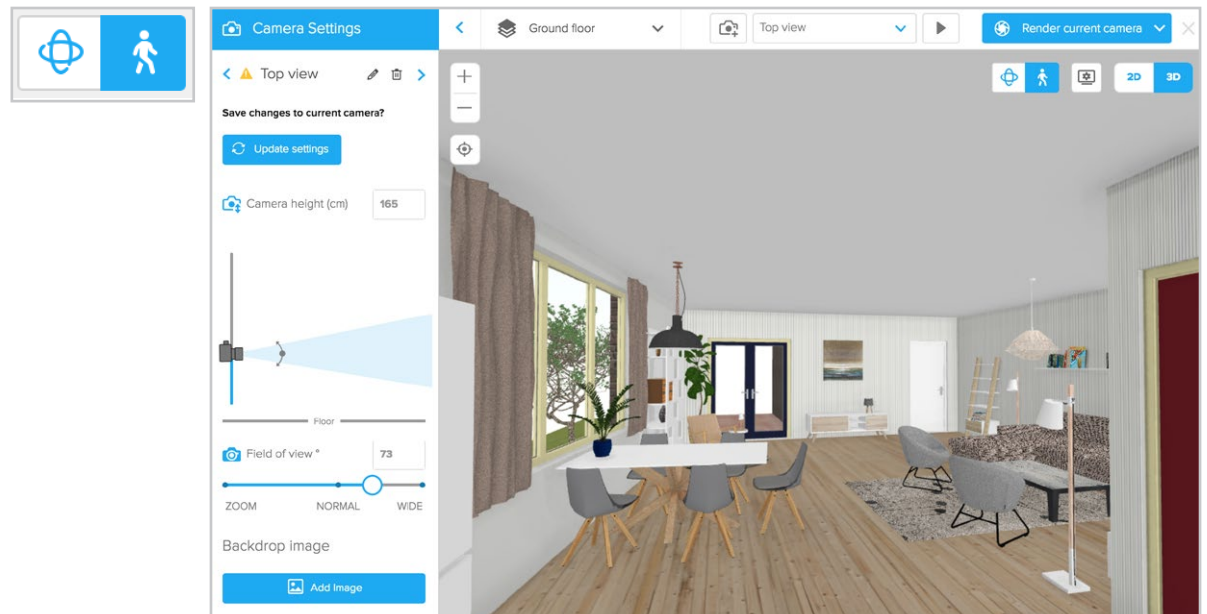 Camera Settings
Ground floor
Top view
Render current camera
Top view
2D
3D
Save changes to current camera?
Update settings
Camera height (cm)
165
Floor
Field of view °
73
ZOOM
NORMAL
WIDE
Backdrop image
Add Image